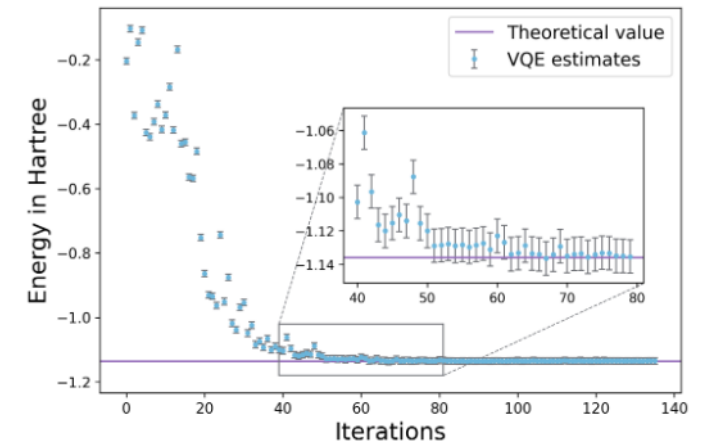 Theoretical value
VQE estimates
Energy in Hartree
−0.2
−0.4
−0.6
−0.8
−1.0
−1.2
−1.06
−1.08
−1.10
−1.12
−1.14
40 50 60 70 80
0 20 40 60 80 100 120 140
Iterations